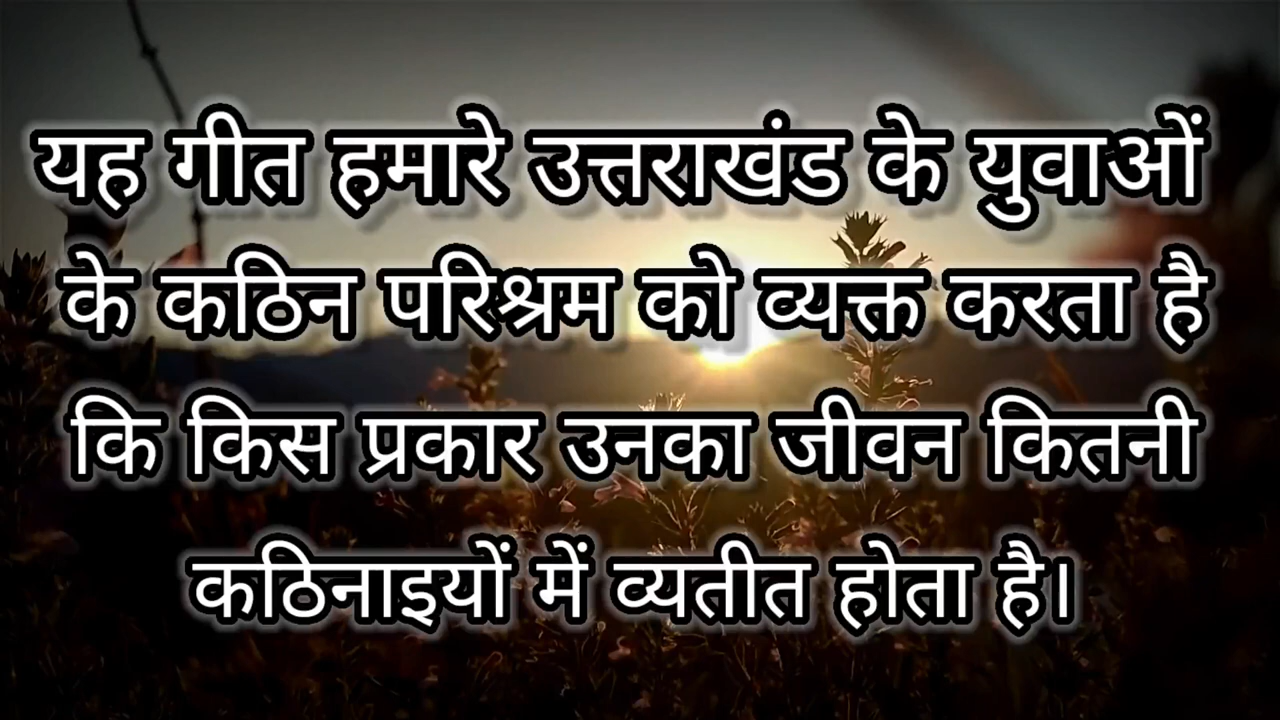 यह गीत हमारे उत्तराखंड के युवाओं
के कठिन परिश्रम को व्यक्त करता है
कि किस प्रकार उनका जीवन कितनी
कठिनाइयों में व्यतीत होता है।